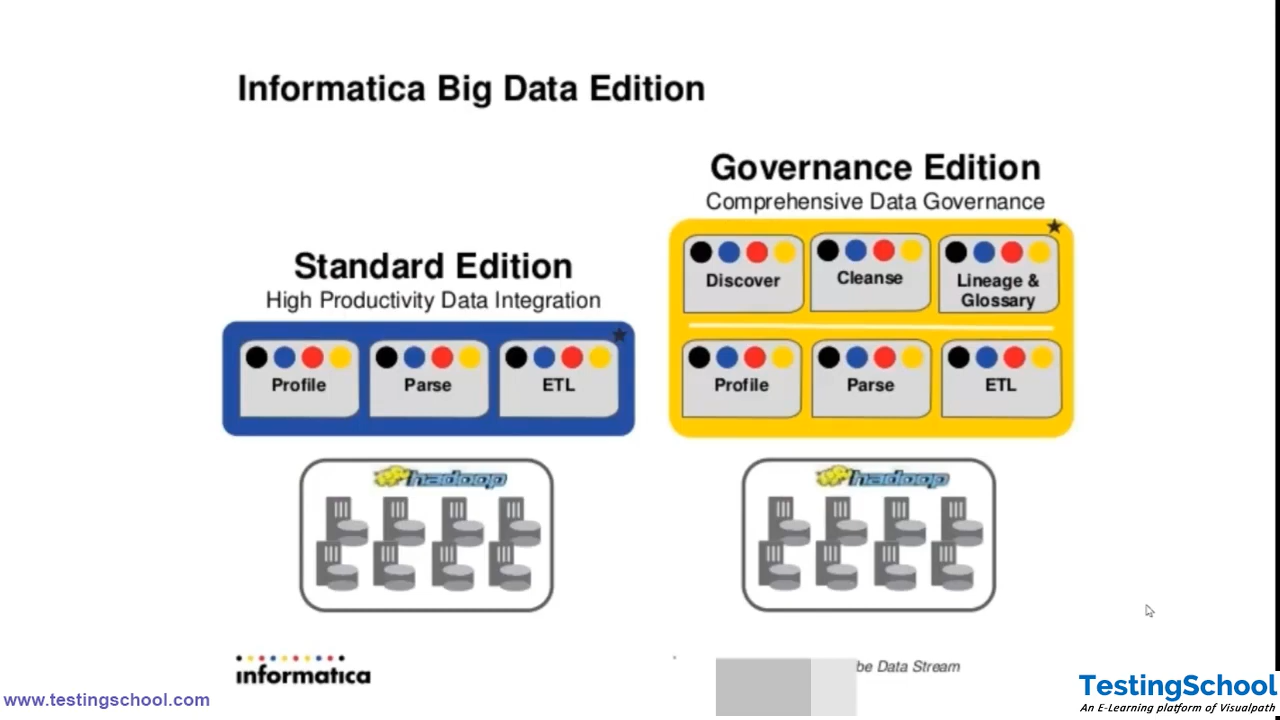 Informatica Big Data Edition
Governance Edition
Comprehensive Data Governance
Discover
Cleanse
Lineage &
Glossary
Profile
Parse
ETL
Standard Edition
High Productivity Data Integration
Profile
Parse
ETL
hadoop
hadoop
informatica
be Data Stream
www.testingschool.com
TestingSchool
An E-Learning platform of Visualpath